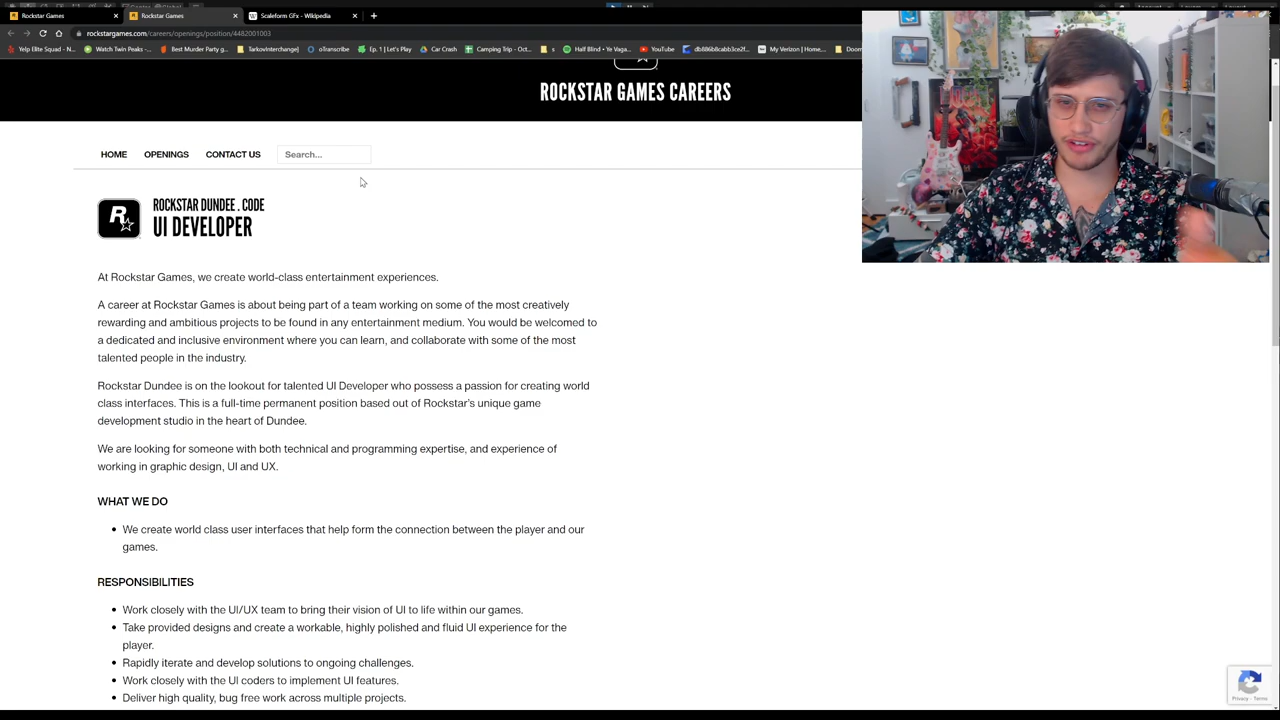 Rockstar Games
Rockstar Games
Scaleform GFx - Wikipedia
rockstargames.com/careers/openings/position/4482001003
Yelp Elite Squad - N...
Watch Twin Peaks -...
Best Murder Party g...
TarkovInterchange]
oTranscribe
Ep. 1 | Let's Play
Car Crash
Camping Trip - Oct...
s
Half Blind • Ye Vaga...
YouTube
My Verizon | Home...
ROCKSTAR GAMES CAREERS
HOME
OPENINGS
CONTACT US
Search...
R
ROCKSTAR DUNDEE . CODE
UI DEVELOPER
At Rockstar Games, we create world-class entertainment experiences.
A career at Rockstar Games is about being part of a team working on some of the most creatively
rewarding and ambitious projects to be found in any entertainment medium. You would be welcomed to
a dedicated and inclusive environment where you can learn, and collaborate with some of the most
talented people in the industry.
Rockstar Dundee is on the lookout for talented UI Developer who possess a passion for creating world
class interfaces. This is a full-time permanent position based out of Rockstar's unique game
development studio in the heart of Dundee.
We are looking for someone with both technical and programming expertise, and experience of
working in graphic design, UI and UX.
WHAT WE DO
We create world class user interfaces that help form the connection between the player and our
games.
RESPONSIBILITIES
Work closely with the UI/UX team to bring their vision of UI to life within our games.
Take provided designs and create a workable, highly polished and fluid UI experience for the
player.
Rapidly iterate and develop solutions to ongoing challenges.
Work closely with the UI coders to implement UI features.
Deliver high quality, bug free work across multiple projects.
Privacy - Terms